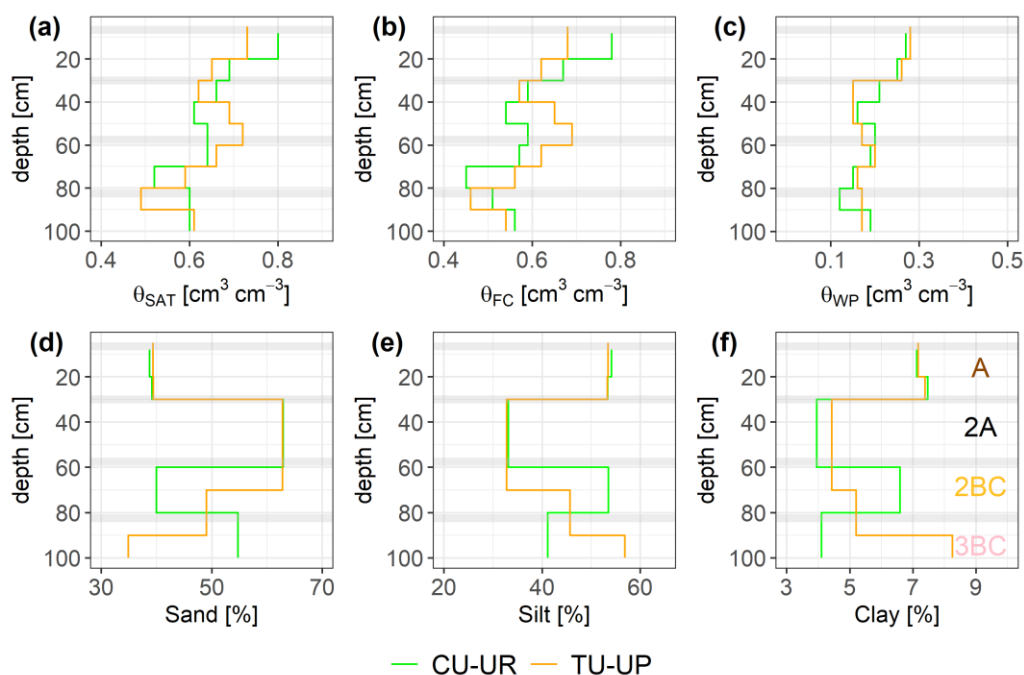 (a)
(b)
(c)
depth [cm]
20
40
60
80
100
0.4
0.6
0.8
θSAT [cm³ cm⁻³]
depth [cm]
20
40
60
80
100
0.4
0.6
0.8
θFC [cm³ cm⁻³]
depth [cm]
20
40
60
80
100
0.1
0.3
0.5
θWP [cm³ cm⁻³]
(d)
(e)
(f)
depth [cm]
20
40
60
80
100
30
50
70
Sand [%]
depth [cm]
20
40
60
80
100
20
40
60
Silt [%]
depth [cm]
20
40
60
80
100
A
2A
2BC
3BC
3
5
7
9
Clay [%]
CU-UR
TU-UP